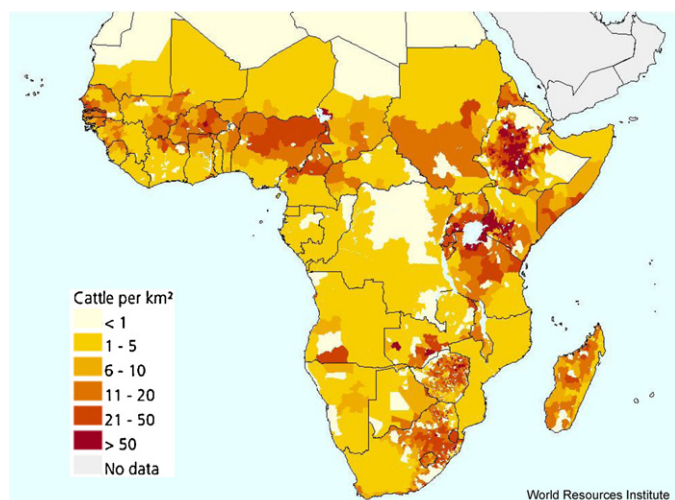 Cattle per km²
< 1
1 - 5
6 - 10
11 - 20
21 - 50
> 50
No data
World Resources Institute